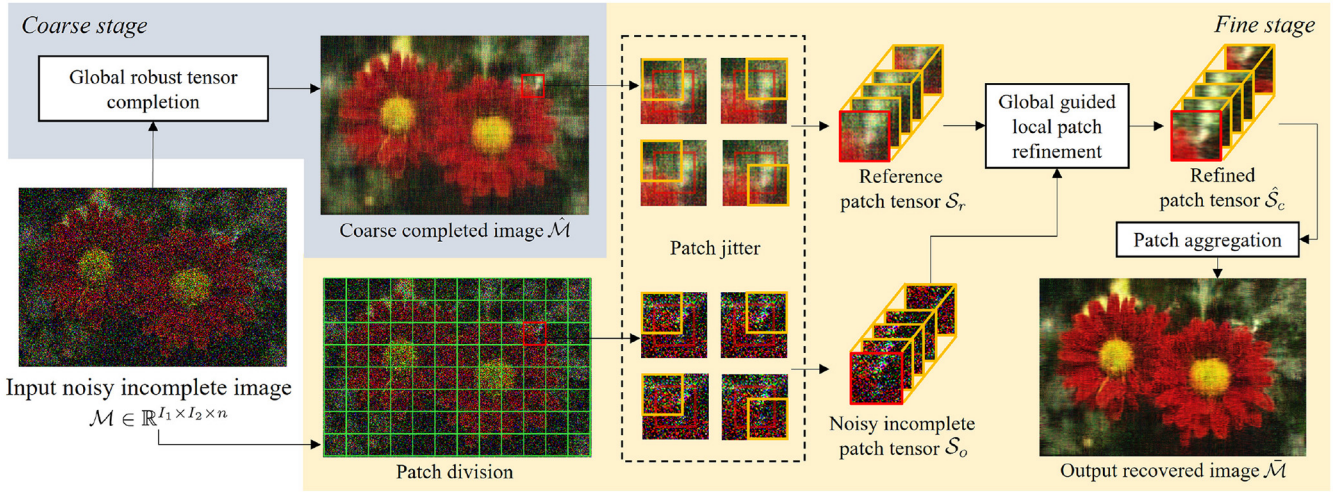 Coarse stage
Fine stage
Global robust tensor
completion
Coarse completed image $\hat{\mathcal{M}}$
Input noisy incomplete image
$\mathcal{M} \in \mathbb{R}^{I_1 \times I_2 \times n}$
Patch division
Patch jitter
Reference
patch tensor $\mathcal{S}_r$
Noisy incomplete
patch tensor $\mathcal{S}_o$
Global guided
local patch
refinement
Refined
patch tensor $\hat{\mathcal{S}}_c$
Patch aggregation
Output recovered image $\bar{\mathcal{M}}$